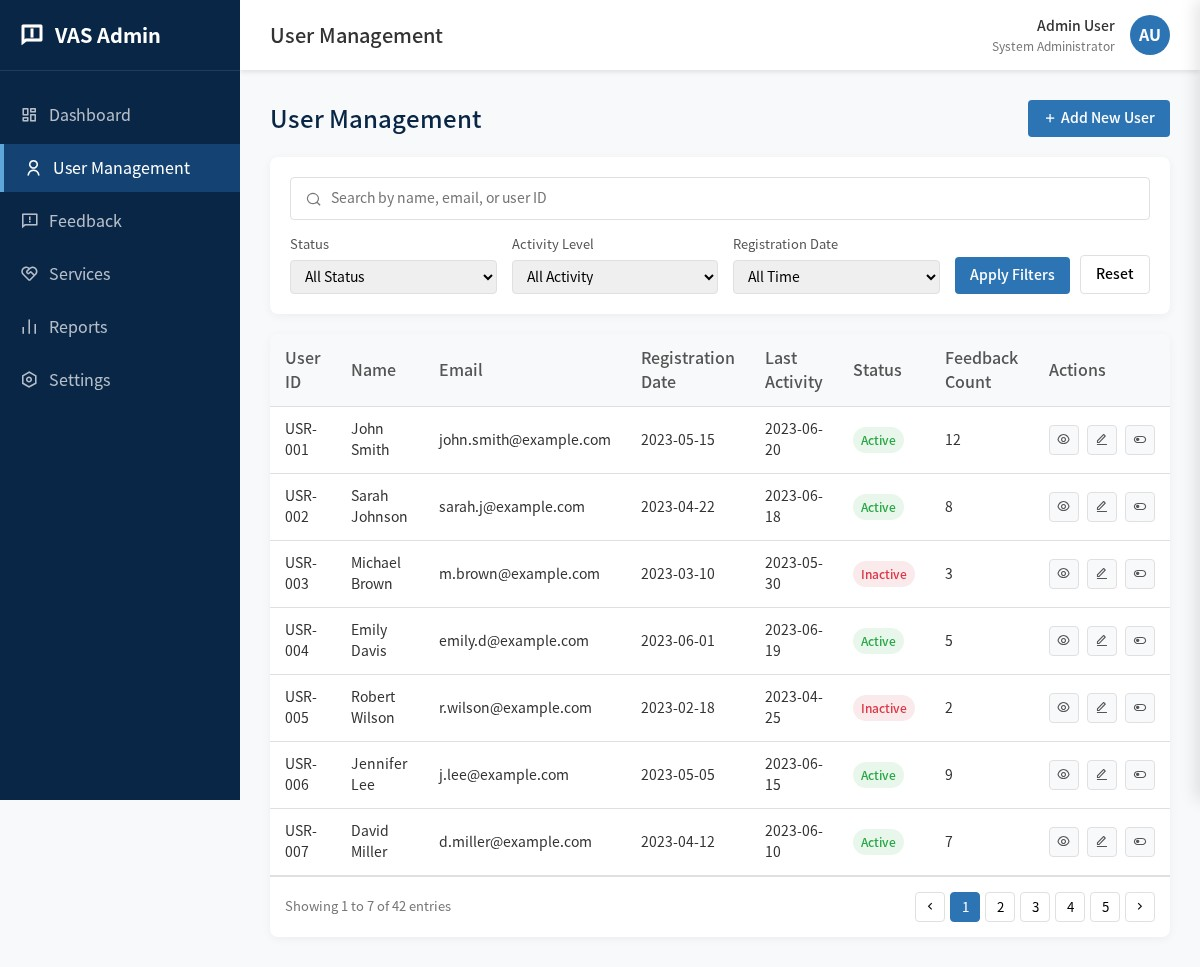 VAS Admin
Dashboard
User Management
Feedback
Services
Reports
Settings
User Management
Admin User
System Administrator
AU
User Management
+ Add New User
Search by name, email, or user ID
Status
Activity Level
Registration Date
All Status
All Activity
All Time
Apply Filters
Reset
User
ID
Name
Email
Registration
Date
Last
Activity
Status
Feedback
Count
Actions
USR-
001
John
Smith
john.smith@example.com
2023-05-15
2023-06-
20
Active
12
USR-
002
Sarah
Johnson
sarah.j@example.com
2023-04-22
2023-06-
18
Active
8
USR-
003
Michael
Brown
m.brown@example.com
2023-03-10
2023-05-
30
Inactive
3
USR-
004
Emily
Davis
emily.d@example.com
2023-06-01
2023-06-
19
Active
5
USR-
005
Robert
Wilson
r.wilson@example.com
2023-02-18
2023-04-
25
Inactive
2
USR-
006
Jennifer
Lee
j.lee@example.com
2023-05-05
2023-06-
15
Active
9
USR-
007
David
Miller
d.miller@example.com
2023-04-12
2023-06-
10
Active
7
Showing 1 to 7 of 42 entries
1
2
3
4
5